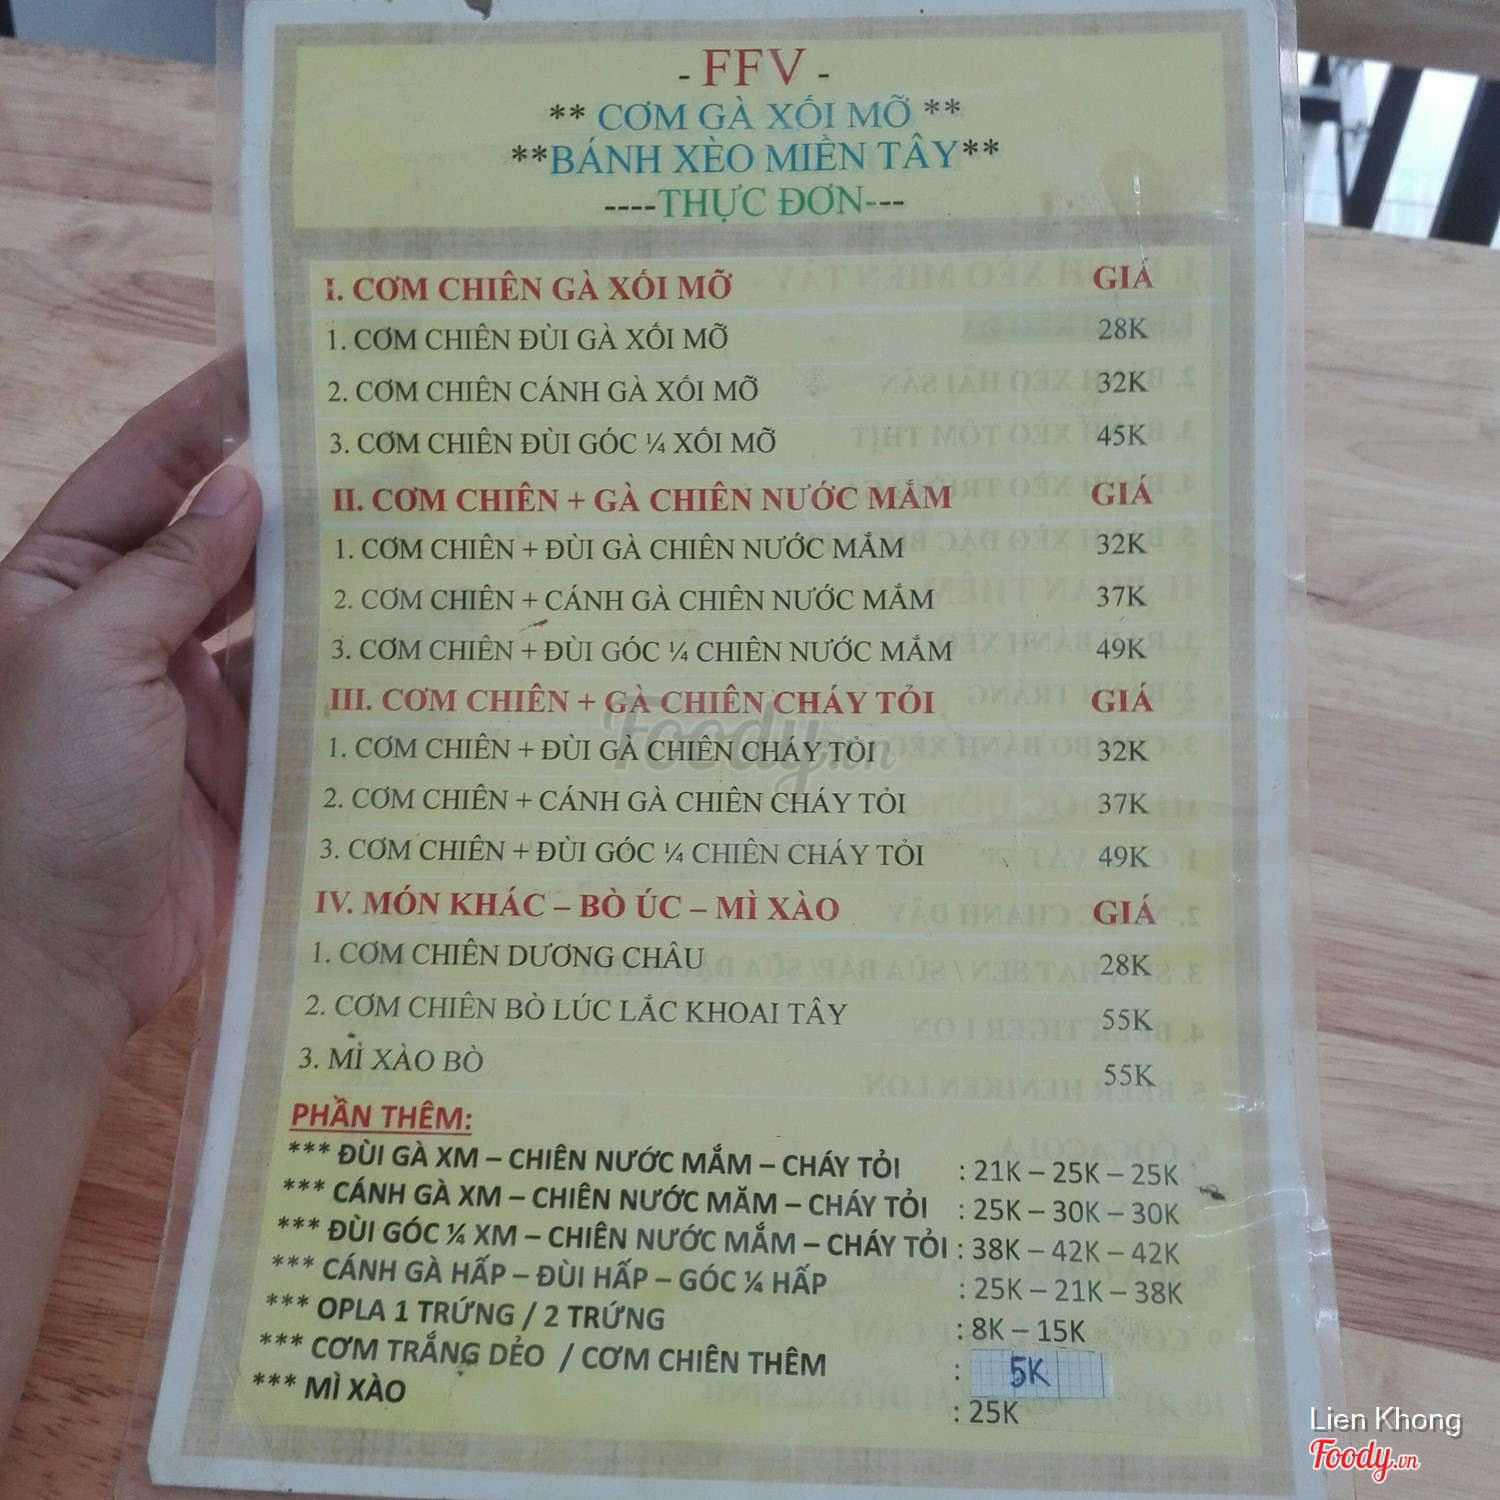 - FFV -
** CƠM GÀ XỐI MỠ **
**BÁNH XÈO MIỀN TÂY**
----THỰC ĐƠN---
I. CƠM CHIÊN GÀ XỐI MỠ GIÁ
1. CƠM CHIÊN ĐÙI GÀ XỐI MỠ 28K
2. CƠM CHIÊN CÁNH GÀ XỐI MỠ 32K
3. CƠM CHIÊN ĐÙI GÓC ¼ XỐI MỠ 45K
II. CƠM CHIÊN + GÀ CHIÊN NƯỚC MẮM GIÁ
1. CƠM CHIÊN + ĐÙI GÀ CHIÊN NƯỚC MẮM 32K
2. CƠM CHIÊN + CÁNH GÀ CHIÊN NƯỚC MẮM 37K
3. CƠM CHIÊN + ĐÙI GÓC ¼ CHIÊN NƯỚC MẮM 49K
III. CƠM CHIÊN + GÀ CHIÊN CHÁY TỎI GIÁ
1. CƠM CHIÊN + ĐÙI GÀ CHIÊN CHÁY TỎI 32K
2. CƠM CHIÊN + CÁNH GÀ CHIÊN CHÁY TỎI 37K
3. CƠM CHIÊN + ĐÙI GÓC ¼ CHIÊN CHÁY TỎI 49K
IV. MÓN KHÁC – BÒ ÚC – MÌ XÀO GIÁ
1. CƠM CHIÊN DƯƠNG CHÂU 28K
2. CƠM CHIÊN BÒ LÚC LẮC KHOAI TÂY 55K
3. MÌ XÀO BÒ 55K
PHẦN THÊM:
*** ĐÙI GÀ XM – CHIÊN NƯỚC MẮM – CHÁY TỎI : 21K – 25K – 25K
*** CÁNH GÀ XM – CHIÊN NƯỚC MĂM – CHÁY TỎI : 25K – 30K – 30K
*** ĐÙI GÓC ¼ XM – CHIÊN NƯỚC MẮM – CHÁY TỎI : 38K – 42K – 42K
*** CÁNH GÀ HẤP – ĐÙI HẤP – GÓC ¼ HẤP : 25K – 21K – 38K
*** OPLA 1 TRỨNG / 2 TRỨNG : 8K – 15K
*** CƠM TRẮNG DẺO / CƠM CHIÊN THÊM : 5K
*** MÌ XÀO : 25K
Foody.vn
Lien Khong
Foody.vn